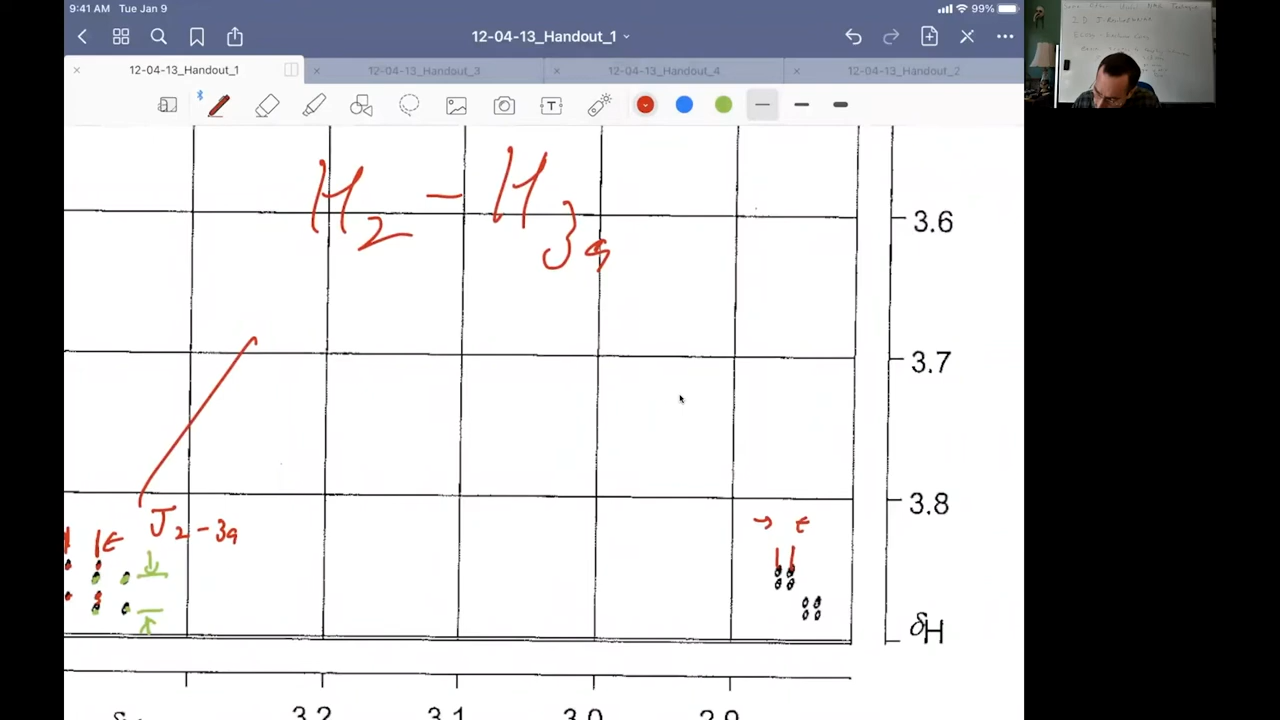 9:41 AM Tue Jan 9
99%
12-04-13_Handout_1
12-04-13_Handout_1
12-04-13_Handout_3
12-04-13_Handout_4
12-04-13_Handout_2
T
H2 - H3a
3.6
3.7
3.8
J2-3a
δH
3.2
3.1
3.0
2.9